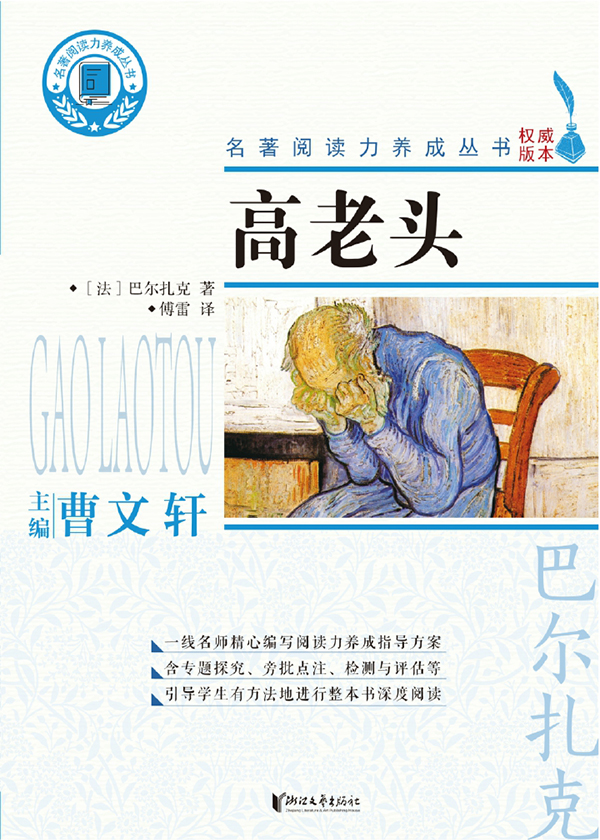 名著阅读力养成丛书
名著阅读力养成丛书
权威
版本
高老头
[法] 巴尔扎克 著
傅雷 译
GAO LAOTOU
主编
曹文轩
巴尔扎克
一线名师精心编写阅读力养成指导方案
含专题探究、旁批点注、检测与评估等
引导学生有方法地进行整本书深度阅读
浙江文艺出版社
Zhejiang Literature & Art Publishing House